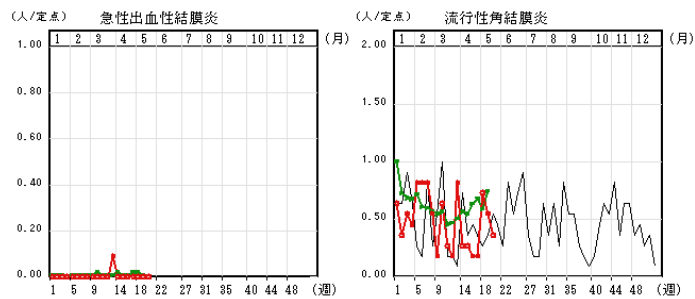 (人/定点) 急性出血性結膜炎
1.00 1 2 3 4 5 6 7 8 9 10 11 12 (月)
0.80
0.60
0.40
0.20
0.00
1 5 9 14 18 22 28 31 35 40 44 48 (週)
(人/定点) 流行性角結膜炎
2.00 1 2 3 4 5 6 7 8 9 10 11 12 (月)
1.50
1.00
0.50
0.00
1 5 9 14 18 22 27 31 35 40 44 48 (週)